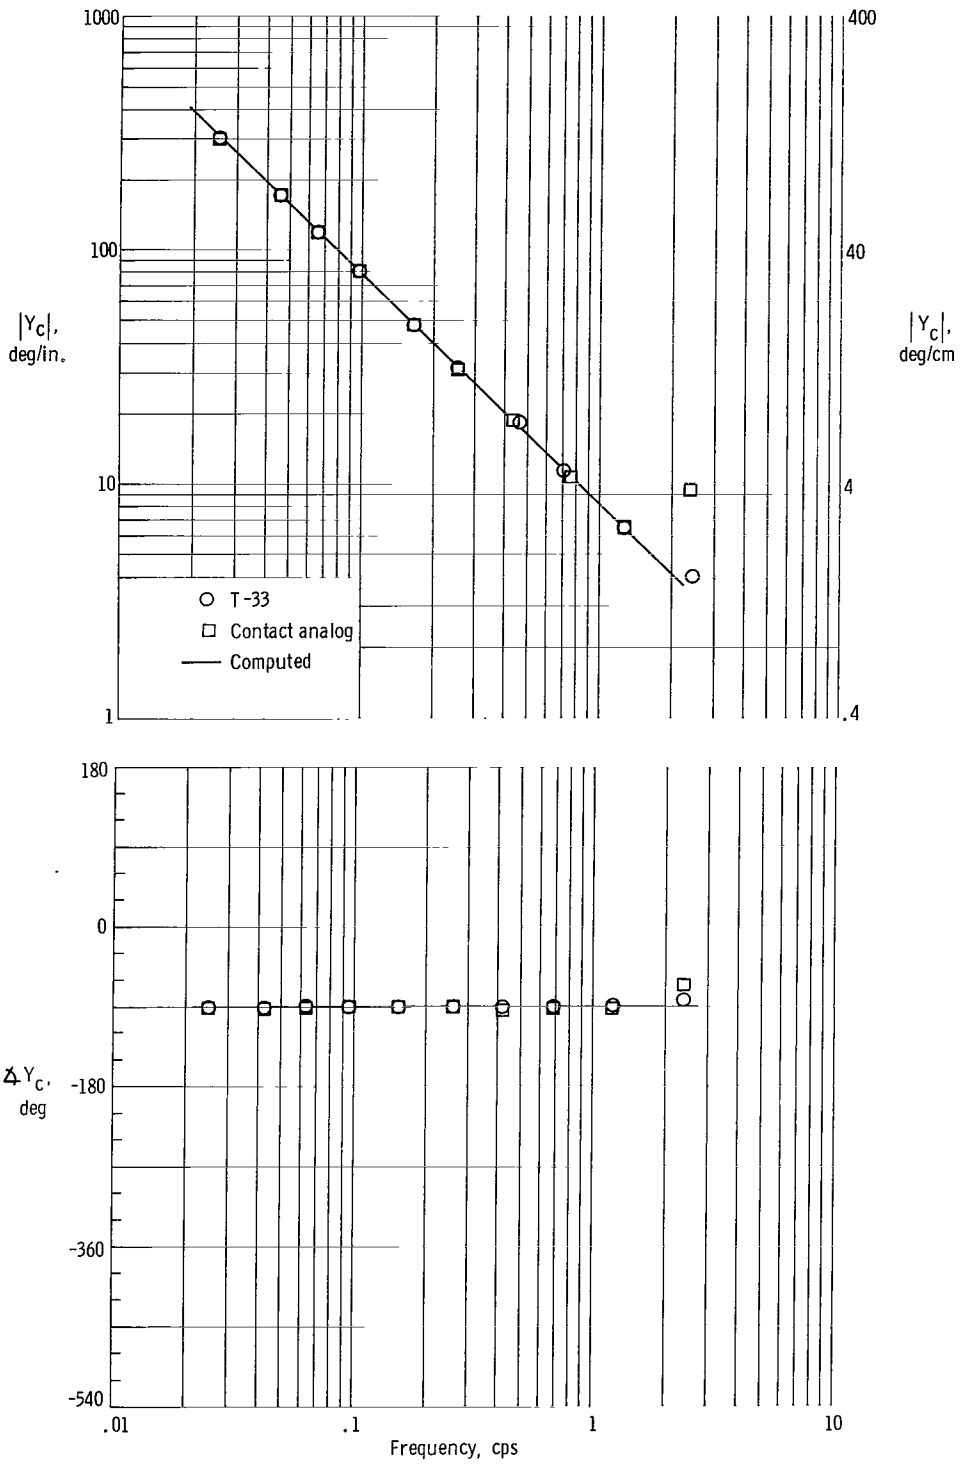 1000
400
100
40
|Yc|,
deg/in.
|Yc|,
deg/cm
10
4
T-33
Contact analog
Computed
1
.4
180
0
∡Yc,
deg
-180
-360
-540
.01
.1
1
10
Frequency, cps